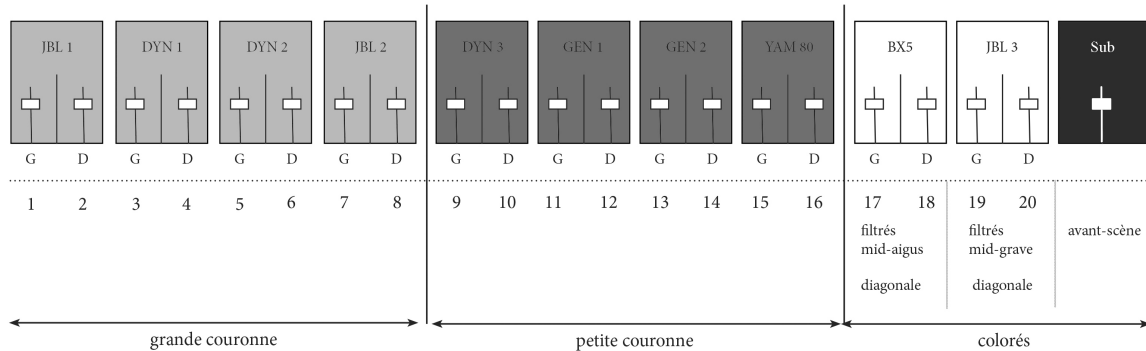 JBL 1 DYN 1 DYN 2 JBL 2 DYN 3 GEN 1 GEN 2 YAM 80 BX5 JBL 3 Sub
G D G D G D G D G D G D G D G D G D G D
1 2 3 4 5 6 7 8 9 10 11 12 13 14 15 16 17 18 19 20
filtrés filtrés avant-scène
mid-aigus mid-grave
diagonale diagonale
grande couronne petite couronne colorés